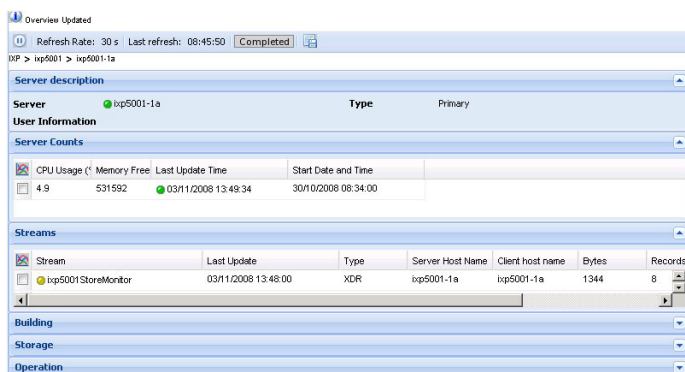 Overview Updated
Refresh Rate: 30 s Last refresh: 08:45:50 Completed
IXP > ixp5001 > ixp5001-1a
Server description
Server ixp5001-1a Type Primary
User Information
Server Counts
CPU Usage (% Memory Free Last Update Time Start Date and Time
4.9 531592 03/11/2008 13:49:34 30/10/2008 08:34:00
Streams
Stream Last Update Type Server Host Name Client host name Bytes Records
ixp5001StoreMonitor 03/11/2008 13:48:00 XDR ixp5001-1a ixp5001-1a 1344 8
Building
Storage
Operation